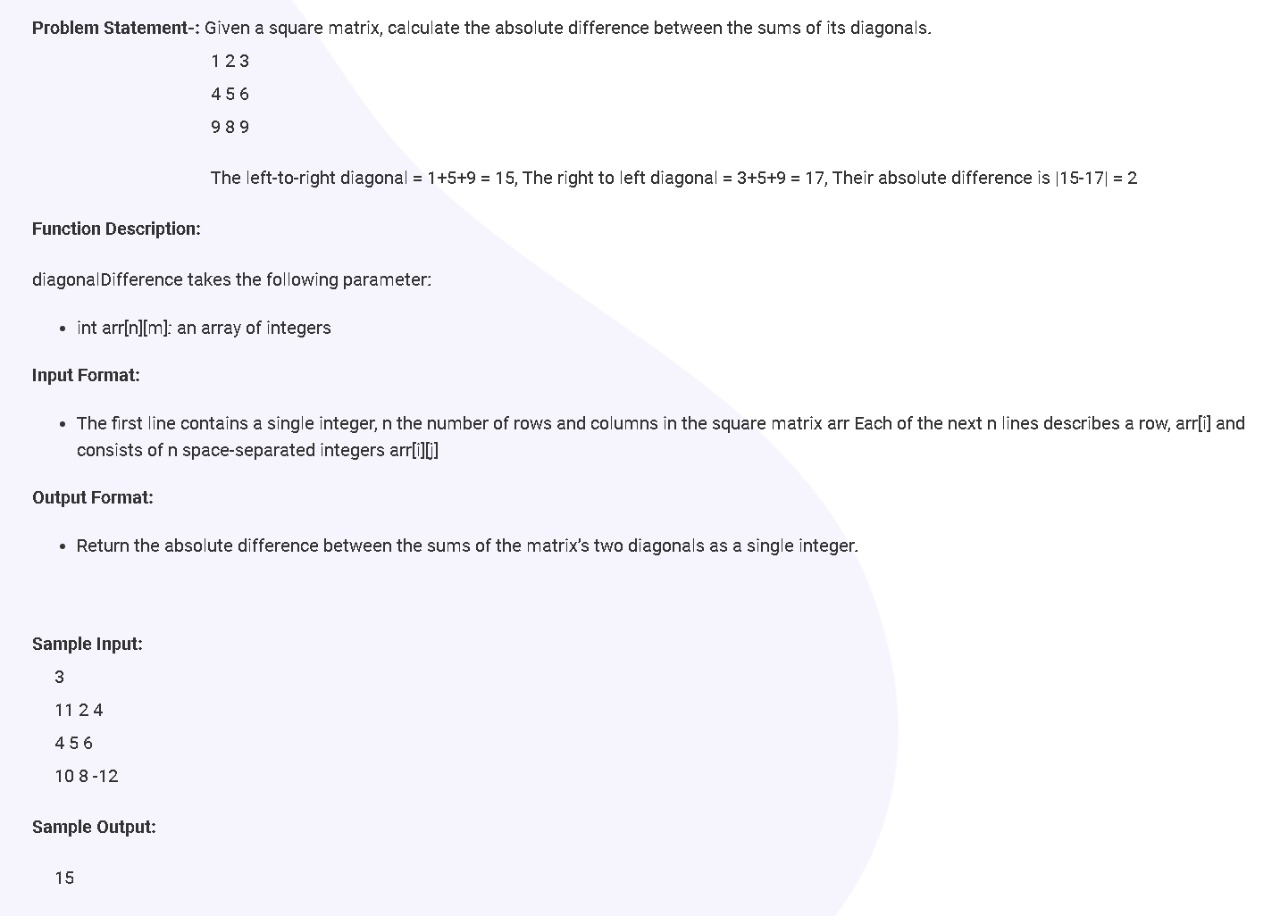 Problem Statement-: Given a square matrix, calculate the absolute difference between the sums of its diagonals.
1 2 3
4 5 6
9 8 9
The left-to-right diagonal = 1+5+9 = 15, The right to left diagonal = 3+5+9 = 17, Their absolute difference is |15-17| = 2
Function Description:
diagonalDifference takes the following parameter:
• int arr[n][m]: an array of integers
Input Format:
• The first line contains a single integer, n the number of rows and columns in the square matrix arr Each of the next n lines describes a row, arr[i] and
consists of n space-separated integers arr[i][j]
Output Format:
• Return the absolute difference between the sums of the matrix's two diagonals as a single integer.
Sample Input:
3
11 2 4
4 5 6
10 8 -12
Sample Output:
15